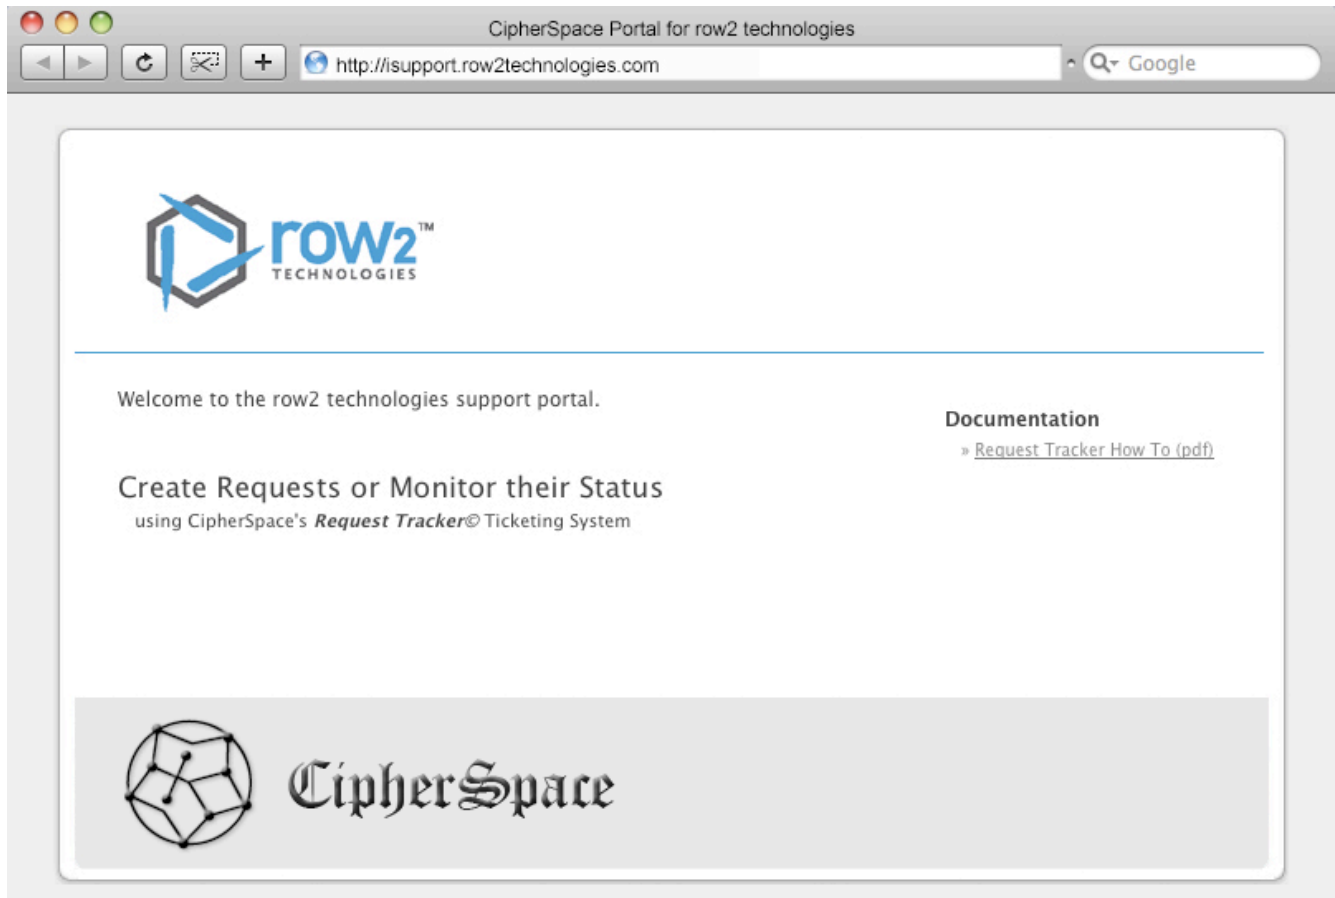 CipherSpace Portal for row2 technologies
http://isupport.row2technologies.com
Google
row2™
TECHNOLOGIES
Welcome to the row2 technologies support portal.
Documentation
» Request Tracker How To (pdf)
Create Requests or Monitor their Status
using CipherSpace's Request Tracker© Ticketing System
CipherSpace